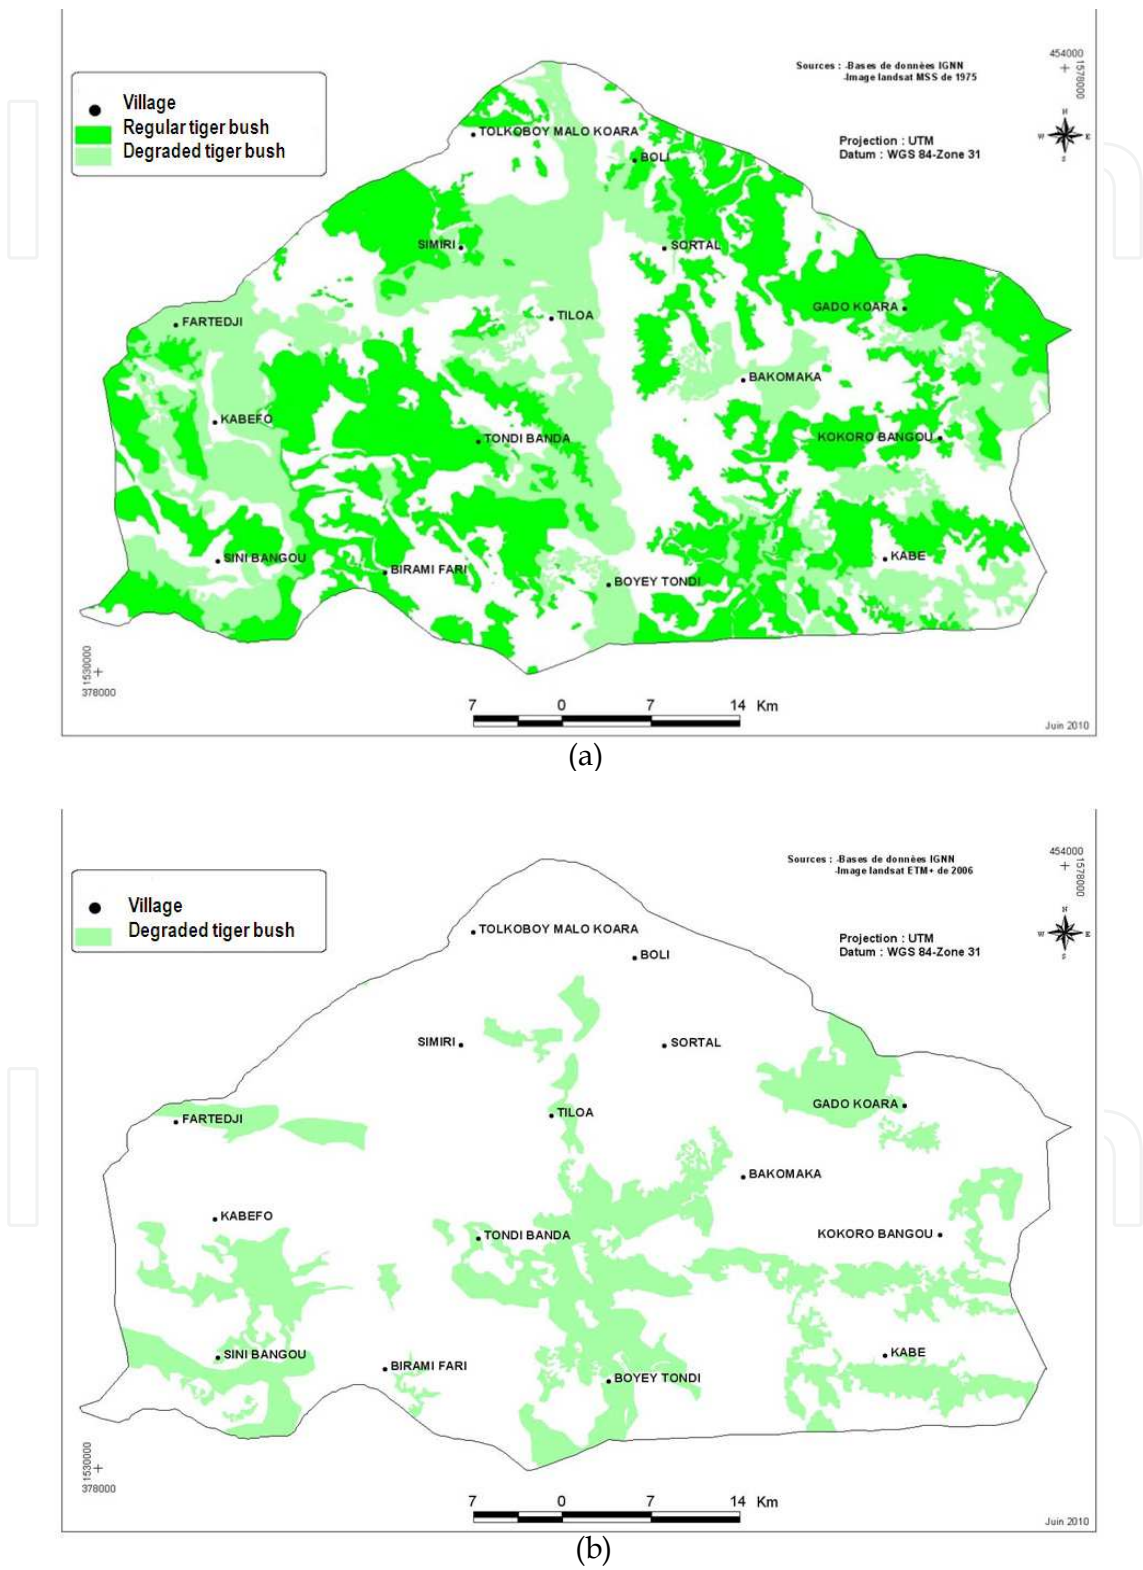 Sources : -Bases de données IGNN
-Image landsat MSS de 1975
454000
1578000
Village
Regular tiger bush
Degraded tiger bush
N
W E
S
Projection : UTM
Datum : WGS 84-Zone 31
TOLKOBOY MALO KOARA
BOLI
SIMIRI
SORTAL
GADO KOARA
FARTEDJI
TILOA
BAKOMAKA
KABEFO
TONDI BANDA
KOKORO BANGOU
SINI BANGOU
BIRAMI FARI
KABE
BOYEY TONDI
1530000
378000
7 0 7 14 Km
Juin 2010
(a)
Sources : -Bases de données IGNN
-Image landsat ETM+ de 2006
454000
1578000
Village
Degraded tiger bush
N
W E
S
Projection : UTM
Datum : WGS 84-Zone 31
TOLKOBOY MALO KOARA
BOLI
SIMIRI
SORTAL
GADO KOARA
FARTEDJI
TILOA
BAKOMAKA
KABEFO
TONDI BANDA
KOKORO BANGOU
SINI BANGOU
BIRAMI FARI
KABE
BOYEY TONDI
1530000
378000
7 0 7 14 Km
Juin 2010
(b)